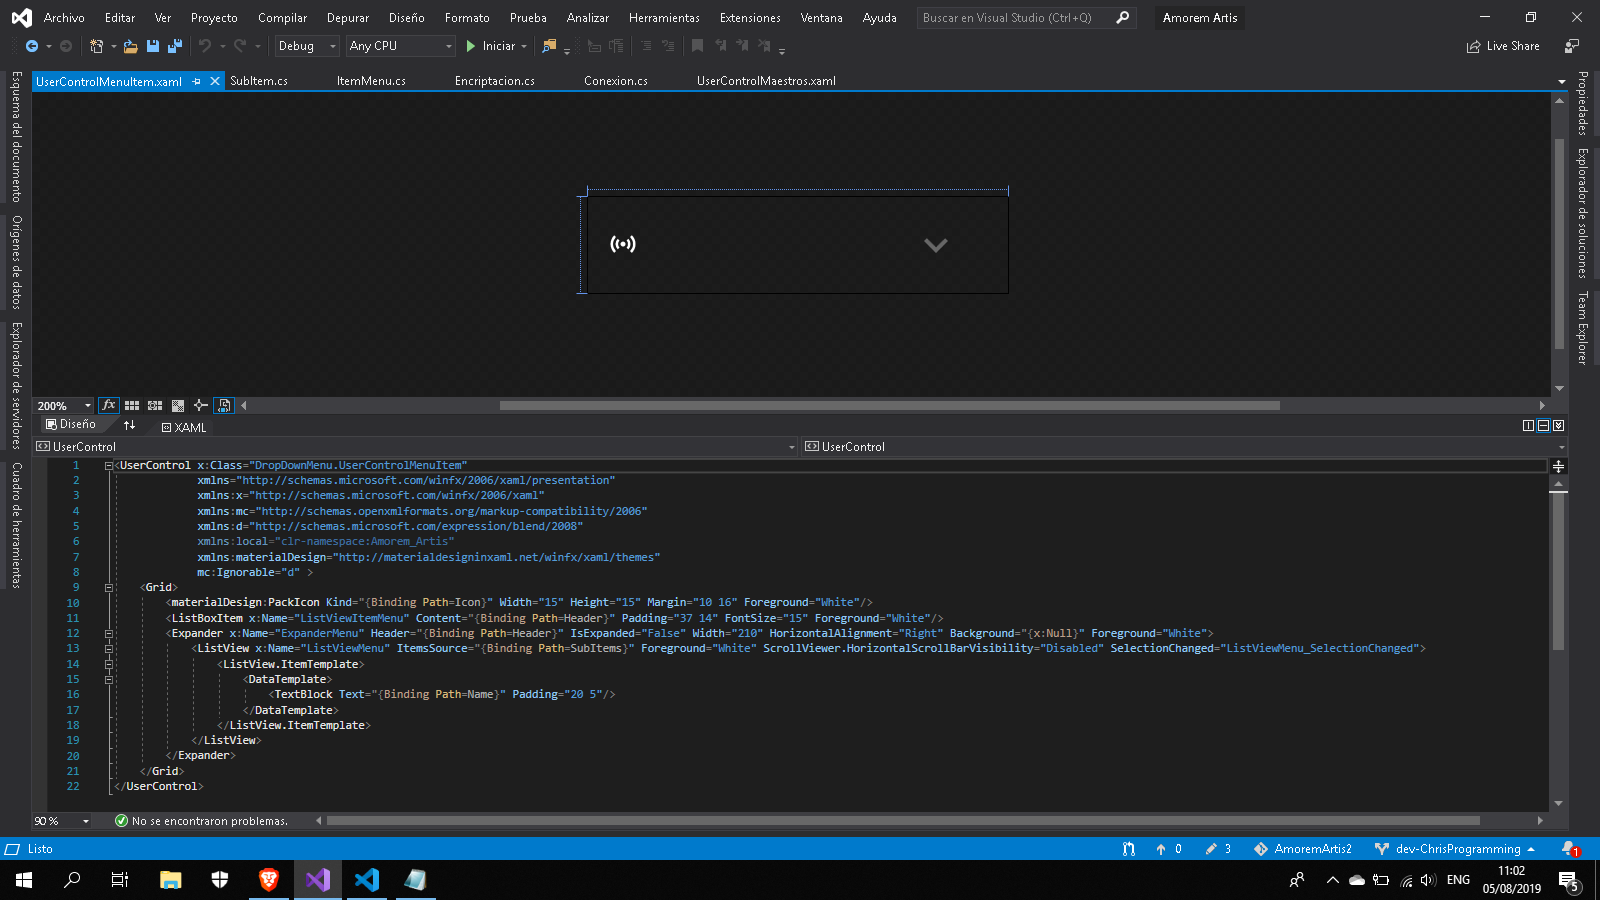 Archivo Editar Ver Proyecto Compilar Depurar Diseño Formato Prueba Analizar Herramientas Extensiones Ventana Ayuda Buscar en Visual Studio (Ctrl+Q) Amorem Artis
Debug Any CPU Iniciar Live Share
UserControlMenuItem.xaml SubItem.cs ItemMenu.cs Encriptacion.cs Conexion.cs UserControlMaestros.xaml
Esquema del documento
Orígenes de datos
Explorador de servidores
Cuadro de herramientas
Propiedades
Explorador de soluciones
Team Explorer
200% fx
Diseño XAML
UserControl UserControl
1 <UserControl x:Class="DropDownMenu.UserControlMenuItem"
2 xmlns="http://schemas.microsoft.com/winfx/2006/xaml/presentation"
3 xmlns:x="http://schemas.microsoft.com/winfx/2006/xaml"
4 xmlns:mc="http://schemas.openxmlformats.org/markup-compatibility/2006"
5 xmlns:d="http://schemas.microsoft.com/expression/blend/2008"
6 xmlns:local="clr-namespace:Amorem_Artis"
7 xmlns:materialDesign="http://materialdesigninxaml.net/winfx/xaml/themes"
8 mc:Ignorable="d" >
9 <Grid>
10 <materialDesign:PackIcon Kind="{Binding Path=Icon}" Width="15" Height="15" Margin="10 16" Foreground="White"/>
11 <ListBoxItem x:Name="ListViewItemMenu" Content="{Binding Path=Header}" Padding="37 14" FontSize="15" Foreground="White"/>
12 <Expander x:Name="ExpanderMenu" Header="{Binding Path=Header}" IsExpanded="False" Width="210" HorizontalAlignment="Right" Background="{x:Null}" Foreground="White">
13 <ListView x:Name="ListViewMenu" ItemsSource="{Binding Path=SubItems}" Foreground="White" ScrollViewer.HorizontalScrollBarVisibility="Disabled" SelectionChanged="ListViewMenu_SelectionChanged">
14 <ListView.ItemTemplate>
15 <DataTemplate>
16 <TextBlock Text="{Binding Path=Name}" Padding="20 5"/>
17 </DataTemplate>
18 </ListView.ItemTemplate>
19 </ListView>
20 </Expander>
21 </Grid>
22 </UserControl>
90 % No se encontraron problemas.
Listo 0 3 AmoremArtis2 dev-ChrisProgramming 1
ENG 11:02
05/08/2019 5